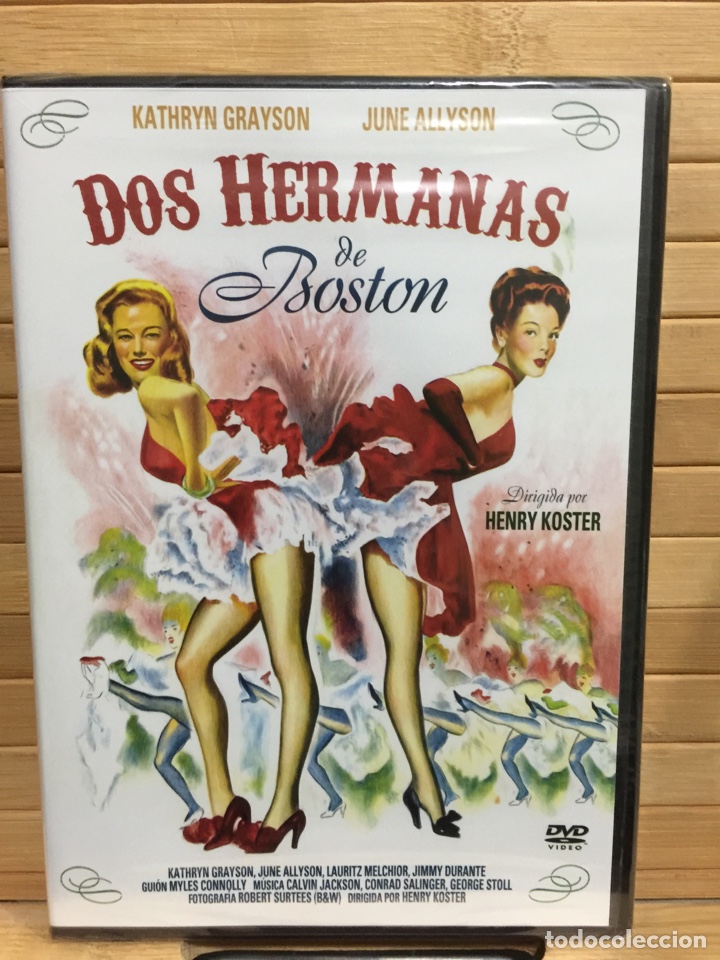 KATHRYN GRAYSON JUNE ALLYSON
DOS HERMANAS
de
Boston
Dirigida por
HENRY KOSTER
DVD
VIDEO
KATHRYN GRAYSON, JUNE ALLYSON, LAURITZ MELCHIOR, JIMMY DURANTE
GUIÓN MYLES CONNOLLY MÚSICA CALVIN JACKSON, CONRAD SALINGER, GEORGE STOLL
FOTOGRAFÍA ROBERT SURTEES (B&W) DIRIGIDA POR HENRY KOSTER
todocoleccion